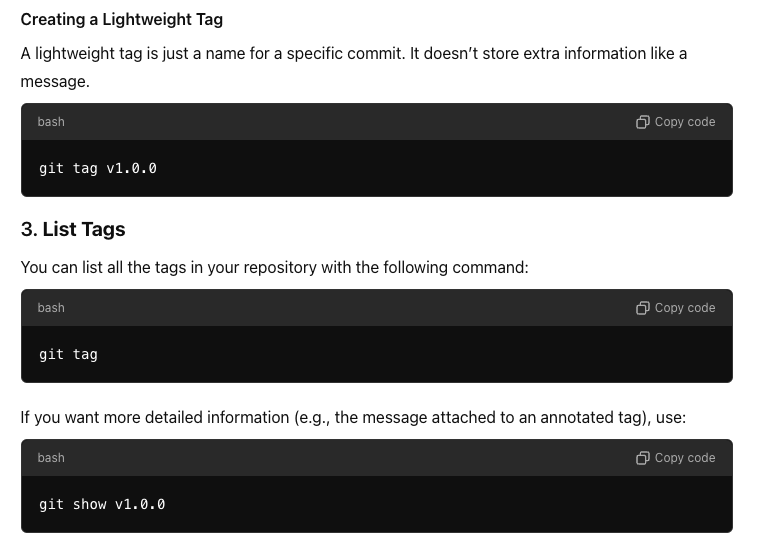 Creating a Lightweight Tag
A lightweight tag is just a name for a specific commit. It doesn’t store extra information like a
message.
bash
Copy code
git tag v1.0.0
3. List Tags
You can list all the tags in your repository with the following command:
bash
Copy code
git tag
If you want more detailed information (e.g., the message attached to an annotated tag), use:
bash
Copy code
git show v1.0.0